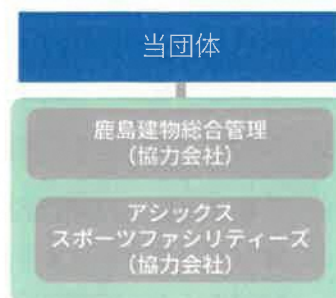 当団体
鹿島建物総合管理
（協力会社）
アシックス
スポーツファシリティーズ
（協力会社）